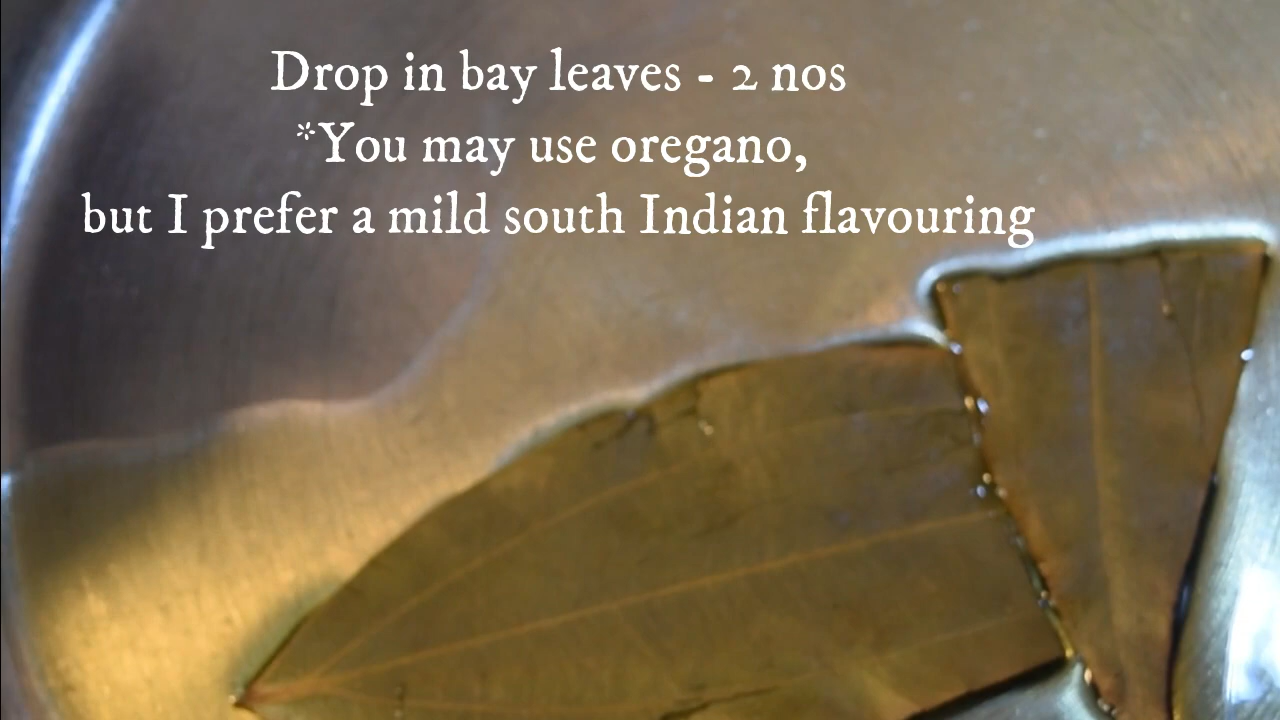 Drop in bay leaves - 2 nos
*You may use oregano,
but I prefer a mild south Indian flavouring